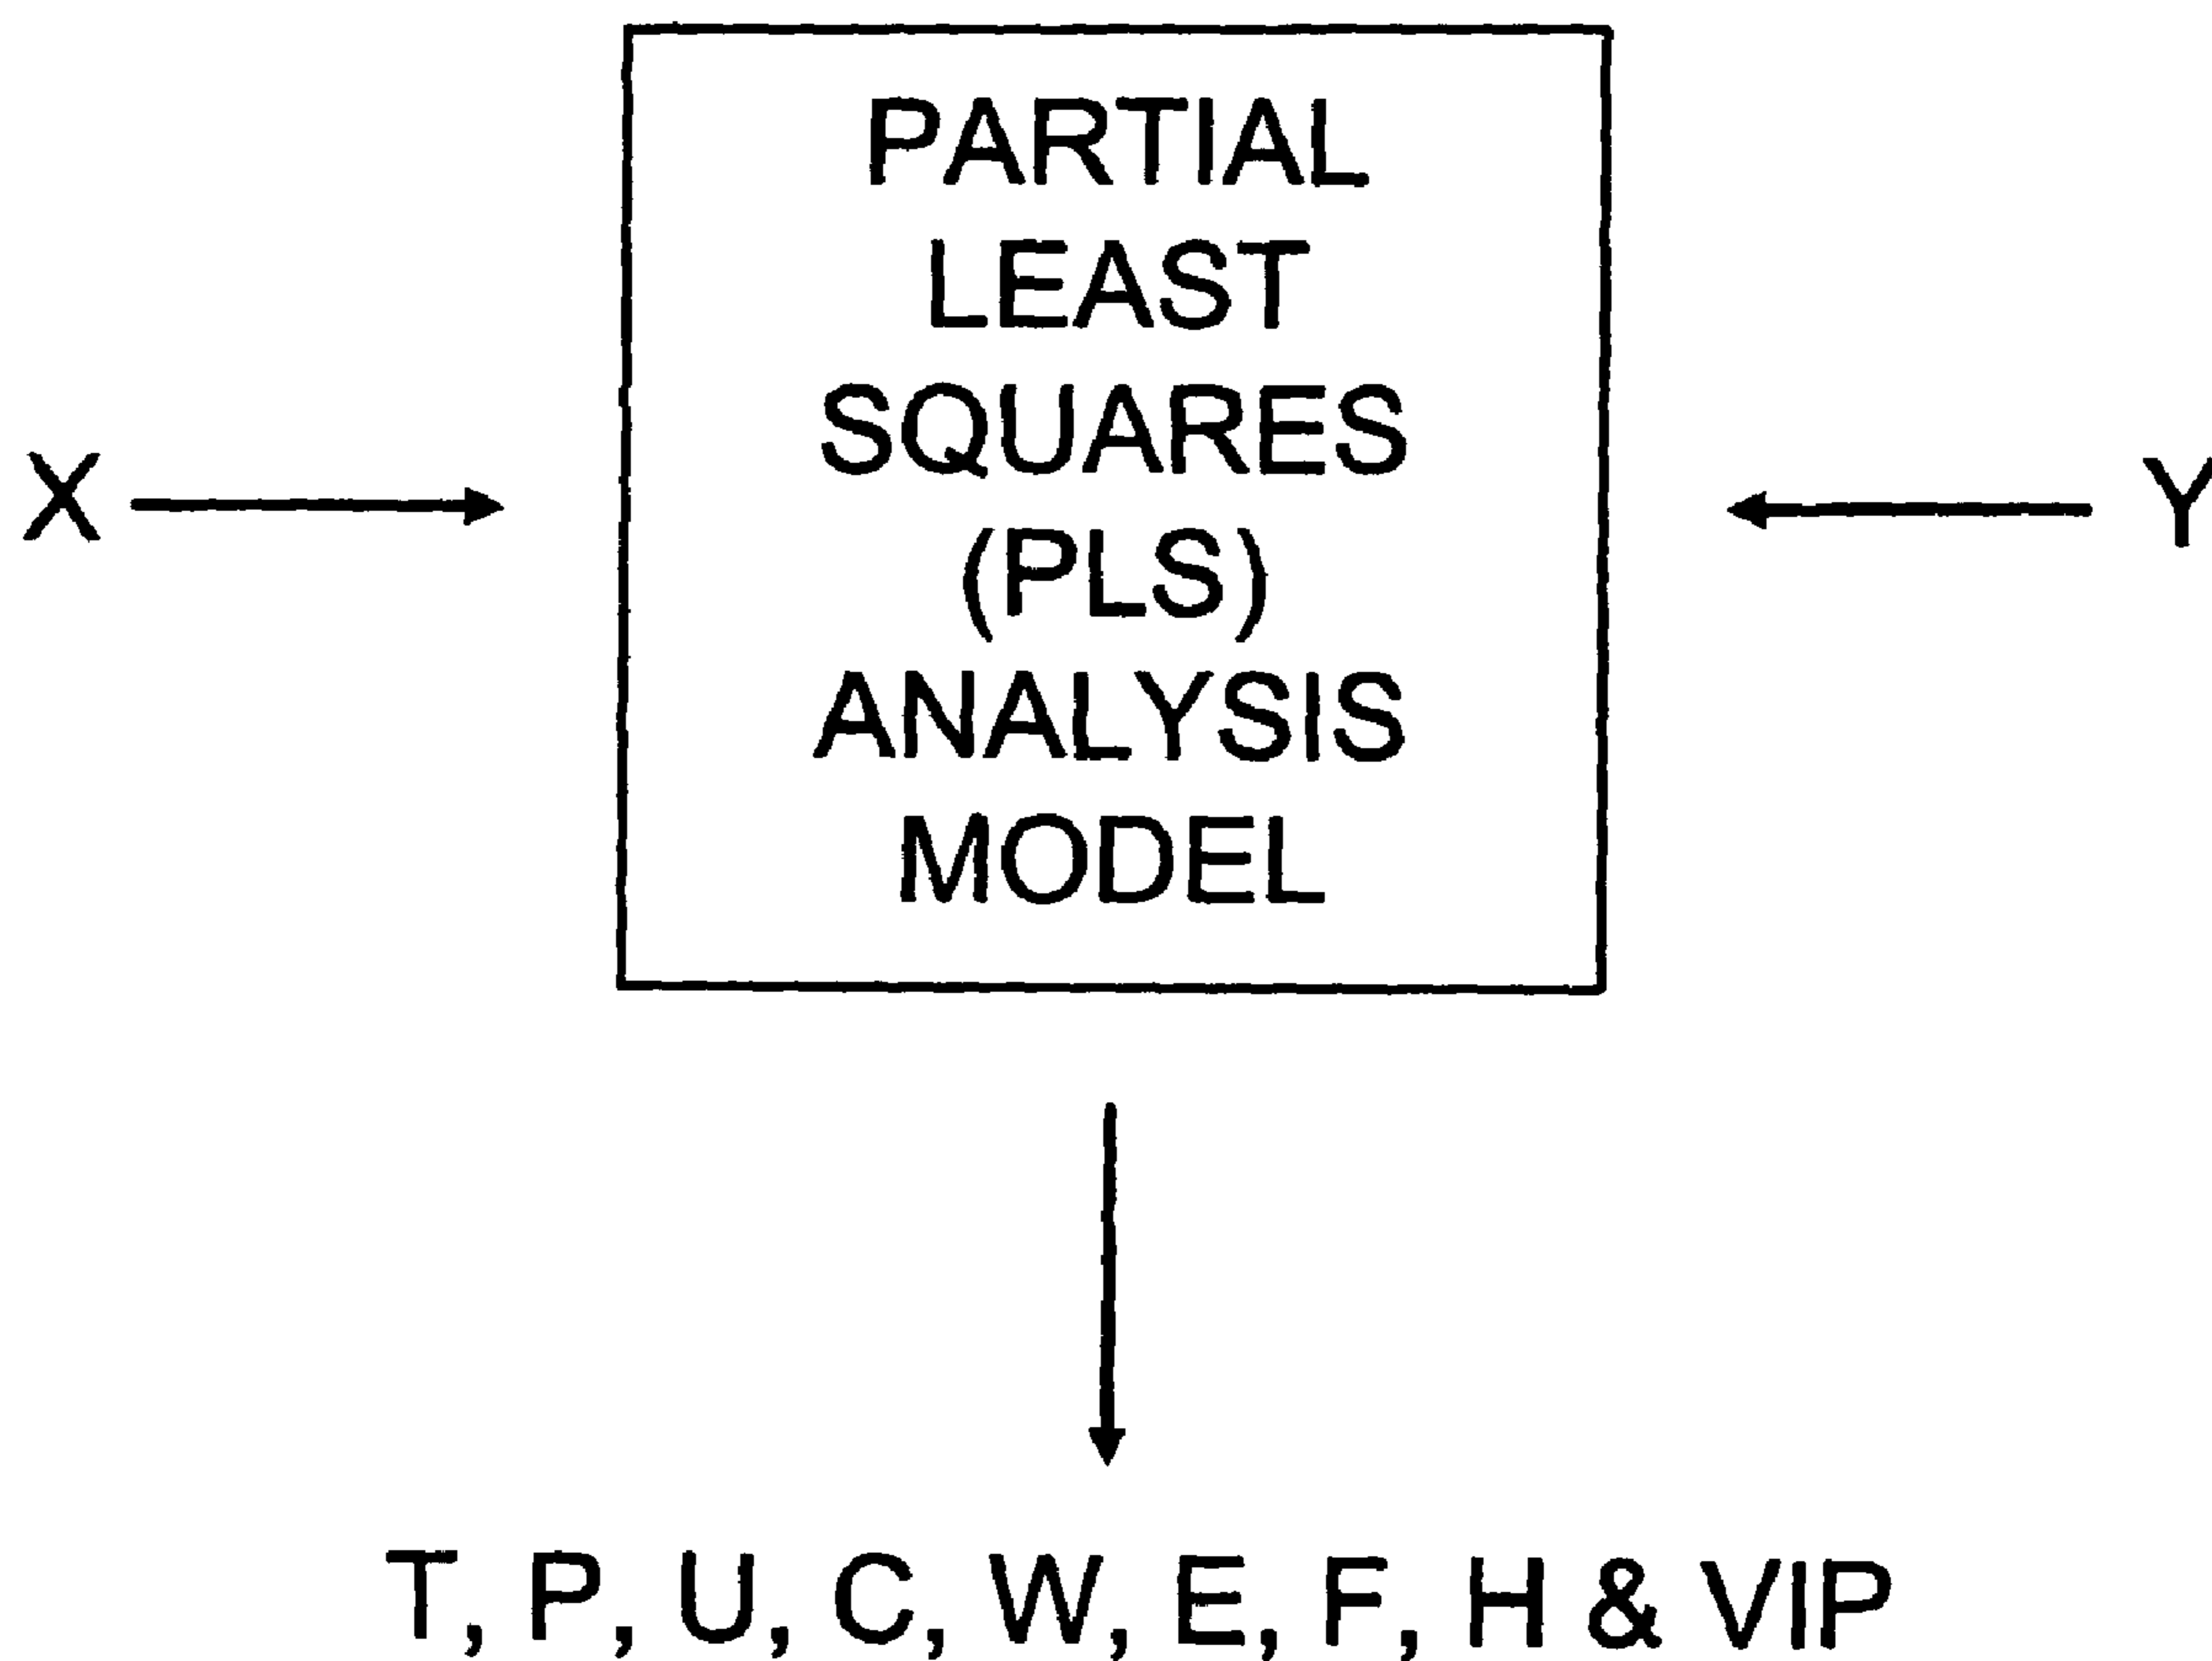 PARTIAL
LEAST
SQUARES
(PLS)
ANALYSIS
MODEL
X
Y
T, P, U, C, W, E, F, H & VIP